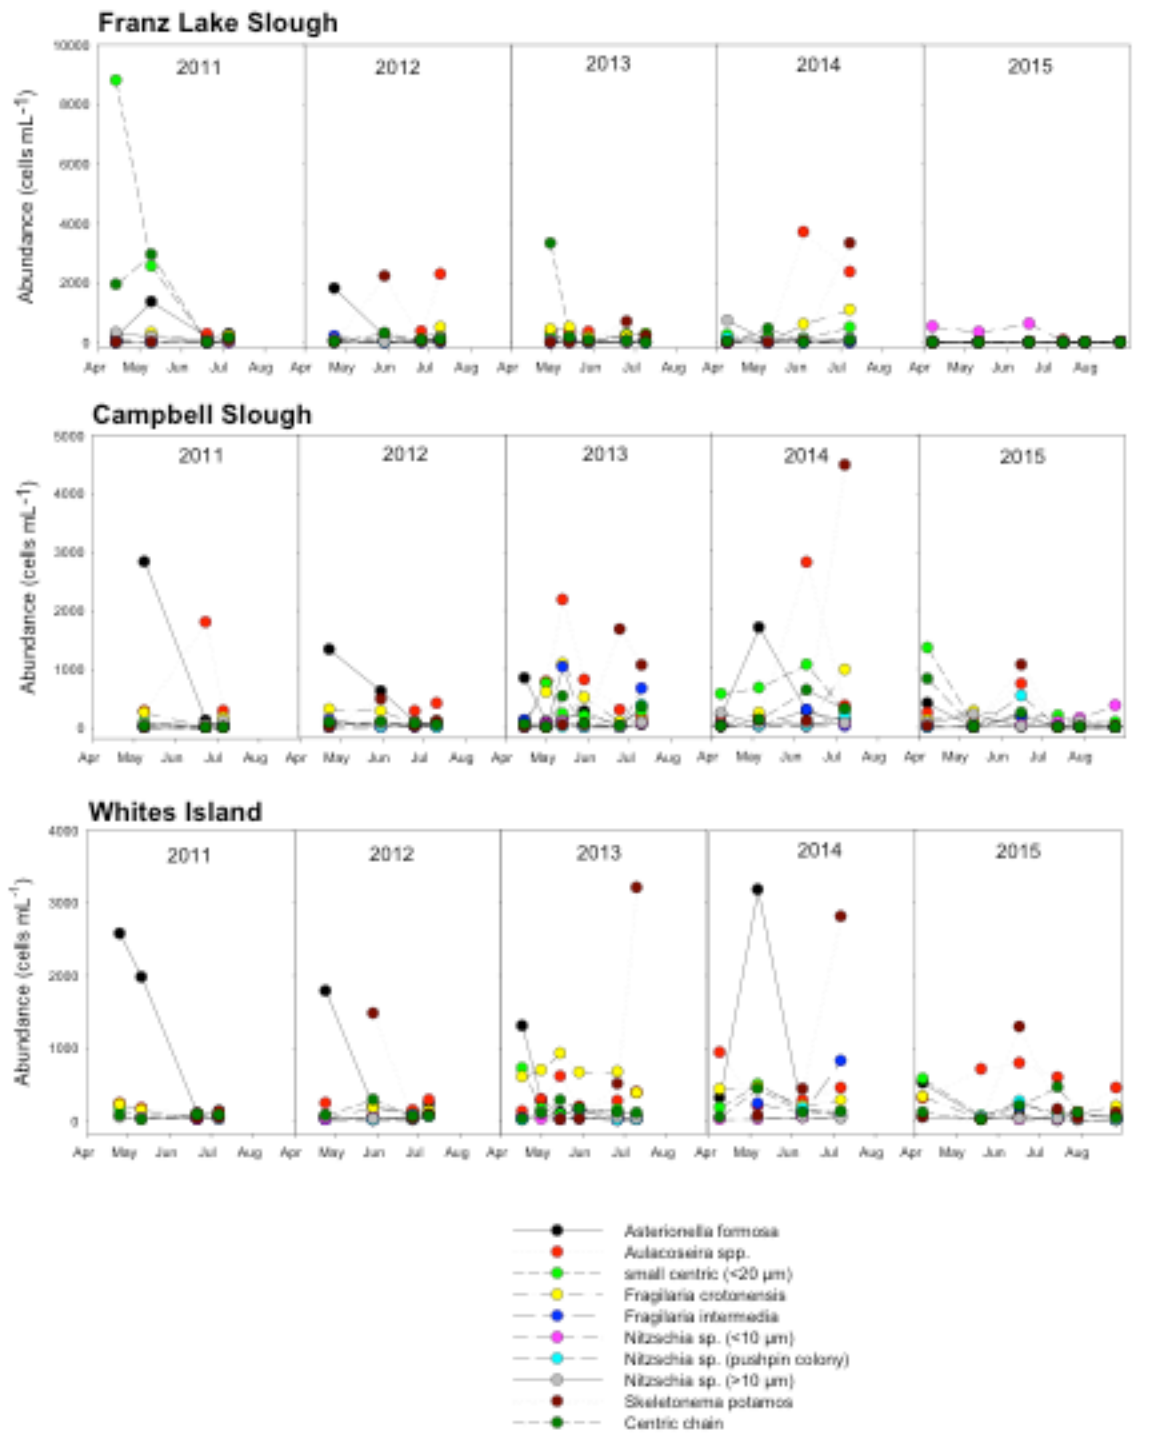 Franz Lake Slough
2011 2012 2013 2014 2015
10000
8000
6000
4000
2000
0
Abundance (cells mL-1)
Apr May Jun Jul Aug Apr May Jun Jul Aug Apr May Jun Jul Aug Apr May Jun Jul Aug Apr May Jun Jul Aug
Campbell Slough
2011 2012 2013 2014 2015
5000
4000
3000
2000
1000
0
Abundance (cells mL-1)
Apr May Jun Jul Aug Apr May Jun Jul Aug Apr May Jun Jul Aug Apr May Jun Jul Aug Apr May Jun Jul Aug
Whites Island
2011 2012 2013 2014 2015
4000
3000
2000
1000
0
Abundance (cells mL-1)
Apr May Jun Jul Aug Apr May Jun Jul Aug Apr May Jun Jul Aug Apr May Jun Jul Aug Apr May Jun Jul Aug
Asterionella formosa
Aulacoseira spp.
small centric (<20 µm)
Fragilaria crotonensis
Fragilaria intermedia
Nitzschia sp. (<10 µm)
Nitzschia sp. (pushpin colony)
Nitzschia sp. (>10 µm)
Skeletonema potamos
Centric chain